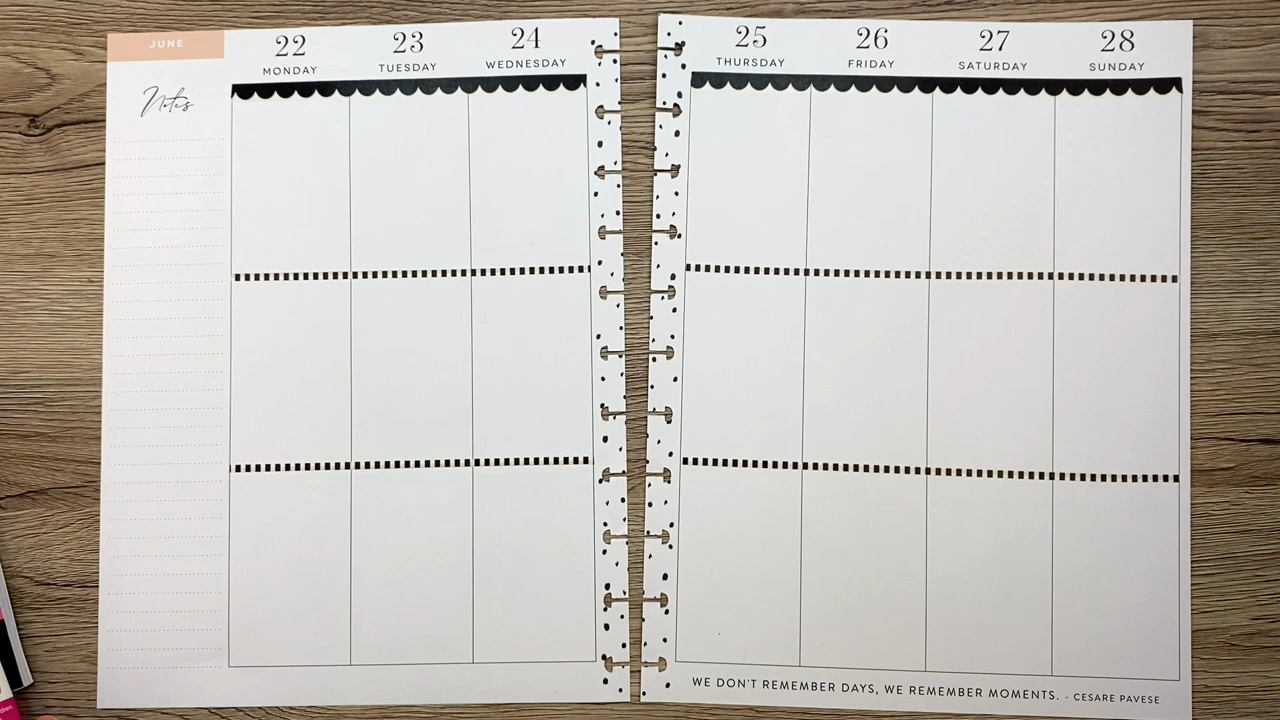 JUNE
Notes
22
MONDAY
23
TUESDAY
24
WEDNESDAY
25
THURSDAY
26
FRIDAY
27
SATURDAY
28
SUNDAY
WE DON'T REMEMBER DAYS, WE REMEMBER MOMENTS. - CESARE PAVESE